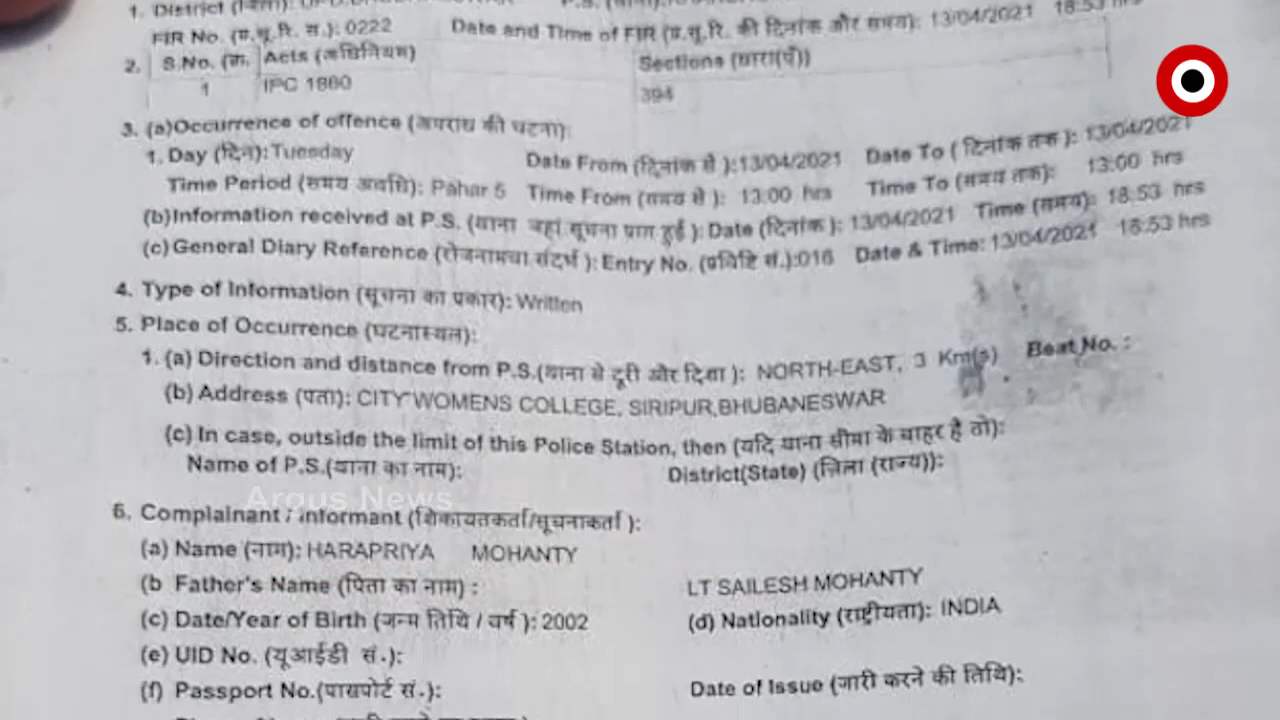 1. District (जिला):
FIR No. (प्र.सू.रि. स.): 0222 Date and Time of FIR (प्र.सू.रि. की दिनांक और समय): 13/04/2021 18:53 hrs
2. S.No. (क्र. Acts (अधिनियम) Sections (धारा(एँ))
1 IPC 1860 394
3. (a)Occurrence of offence (अपराध की घटना):
1. Day (दिन): Tuesday Date From (दिनांक से ):13/04/2021 Date To ( दिनांक तक ): 13/04/2021
Time Period (समय अवधि): Pahar 5 Time From (समय से ): 13:00 hrs Time To (समय तक): 13:00 hrs
(b)Information received at P.S. (थाना जहां सूचना प्राप्त हुई ): Date (दिनांक ): 13/04/2021 Time (समय): 18:53 hrs
(c) General Diary Reference (रोजनामचा संदर्भ ): Entry No. (प्रविष्टि सं.):016 Date & Time: 13/04/2021 18:53 hrs
4. Type of Information (सूचना का प्रकार): Written
5. Place of Occurrence (घटनास्थल):
1. (a) Direction and distance from P.S.(थाना से दूरी और दिशा ): NORTH-EAST, 3 Km(s) Beat No. :
(b) Address (पता): CITY WOMENS COLLEGE, SIRIPUR,BHUBANESWAR
(c) In case, outside the limit of this Police Station, then (यदि थाना सीमा के बाहर है तो):
Name of P.S.(थाना का नाम): District(State) (ज़िला (राज्य)):
Argus News
6. Complainant / Informant (शिकायतकर्ता/सूचनाकर्ता ):
(a) Name (नाम): HARAPRIYA MOHANTY
(b Father's Name (पिता का नाम) : LT SAILESH MOHANTY
(c) Date/Year of Birth (जन्म तिथि / वर्ष ): 2002 (d) Nationality (राष्ट्रीयता): INDIA
(e) UID No. (यूआईडी सं.):
(f) Passport No.(पासपोर्ट सं.): Date of Issue (जारी करने की तिथि):